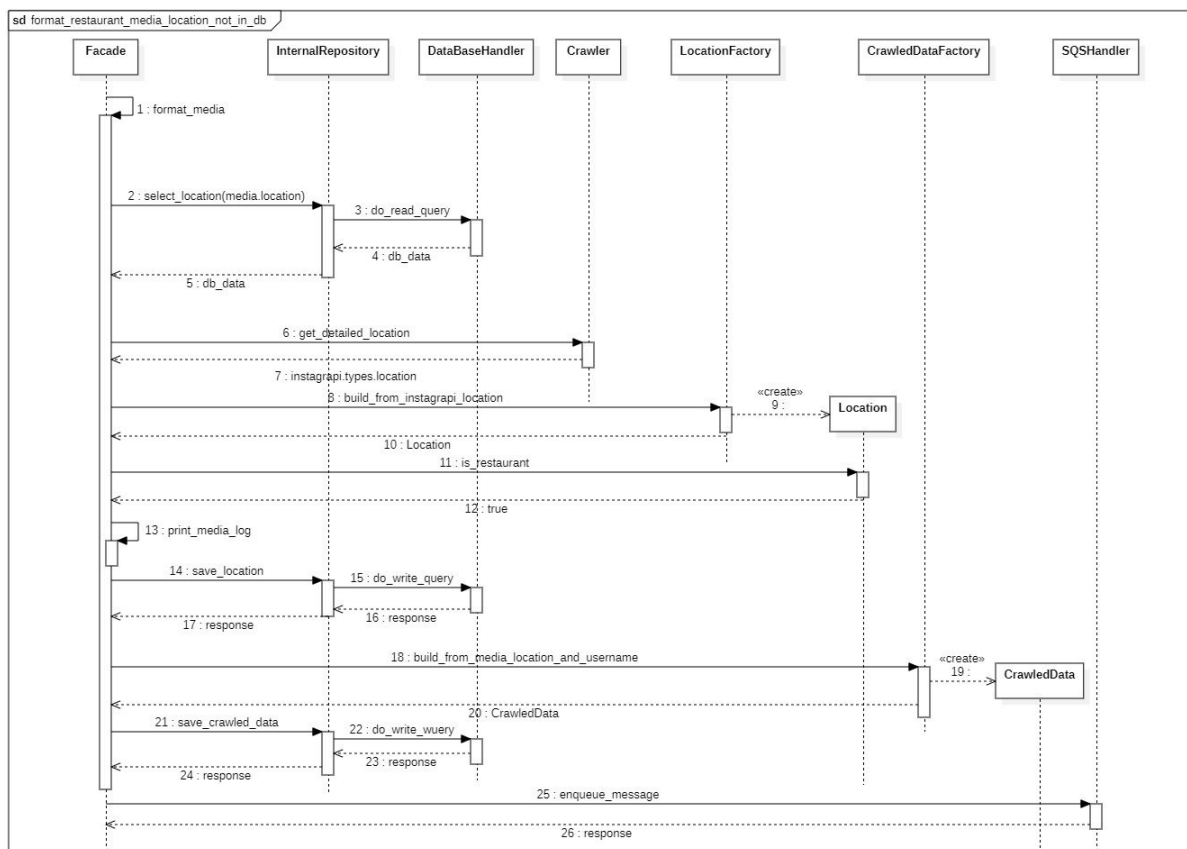 sd format_restaurant_media_location_not_in_db
Facade
InternalRepository
DataBaseHandler
Crawler
LocationFactory
CrawledDataFactory
SQSHandler
1 : format_media
2 : select_location(media.location)
3 : do_read_query
4 : db_data
5 : db_data
6 : get_detailed_location
7 : instagrapi.types.location
8 : build_from_instagrapi_location
«create»
9 :
Location
10 : Location
11 : is_restaurant
12 : true
13 : print_media_log
14 : save_location
15 : do_write_query
16 : response
17 : response
18 : build_from_media_location_and_username
«create»
19 :
CrawledData
20 : CrawledData
21 : save_crawled_data
22 : do_write_wuery
23 : response
24 : response
25 : enqueue_message
26 : response